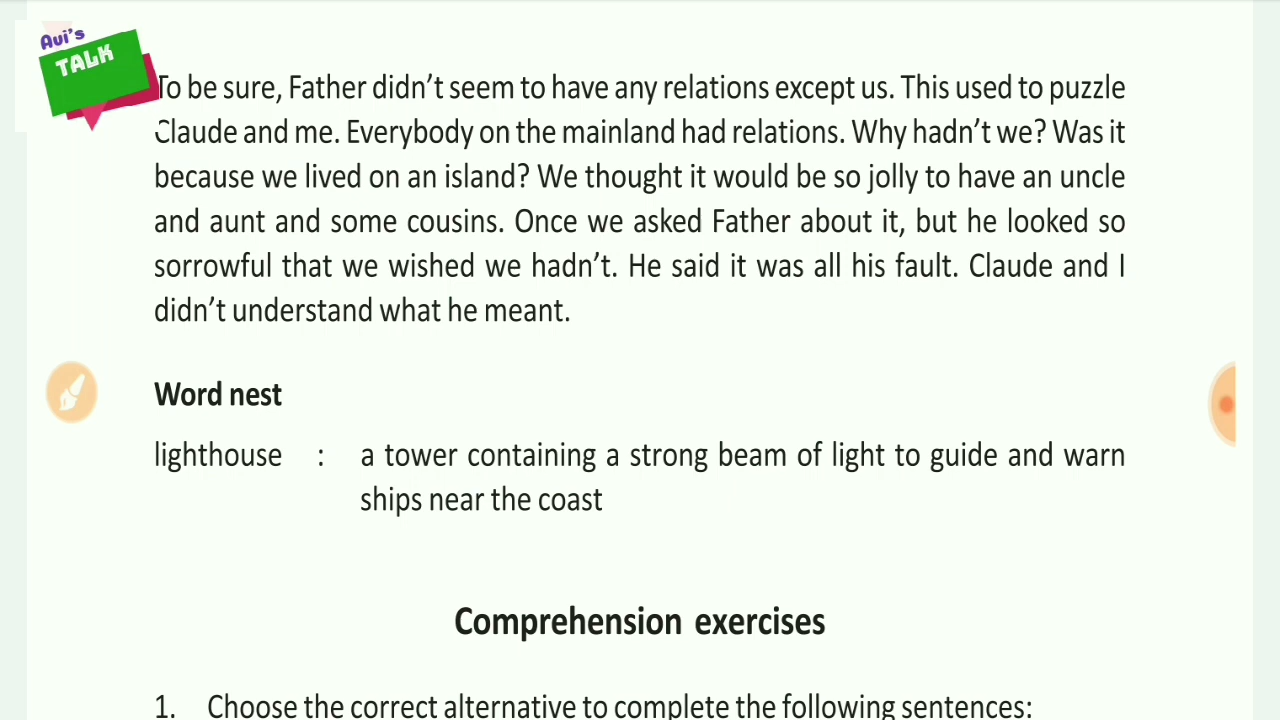 Avi's
TALK
To be sure, Father didn't seem to have any relations except us. This used to puzzle
Claude and me. Everybody on the mainland had relations. Why hadn't we? Was it
because we lived on an island? We thought it would be so jolly to have an uncle
and aunt and some cousins. Once we asked Father about it, but he looked so
sorrowful that we wished we hadn't. He said it was all his fault. Claude and I
didn't understand what he meant.
Word nest
lighthouse : a tower containing a strong beam of light to guide and warn
ships near the coast
Comprehension exercises
1. Choose the correct alternative to complete the following sentences: